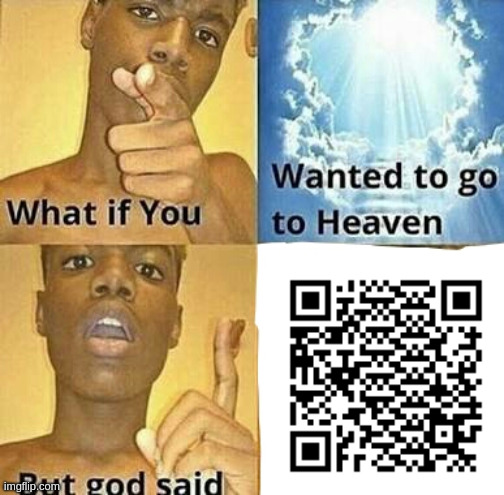 What if You
Wanted to go
to Heaven
But god said
imgflip.com